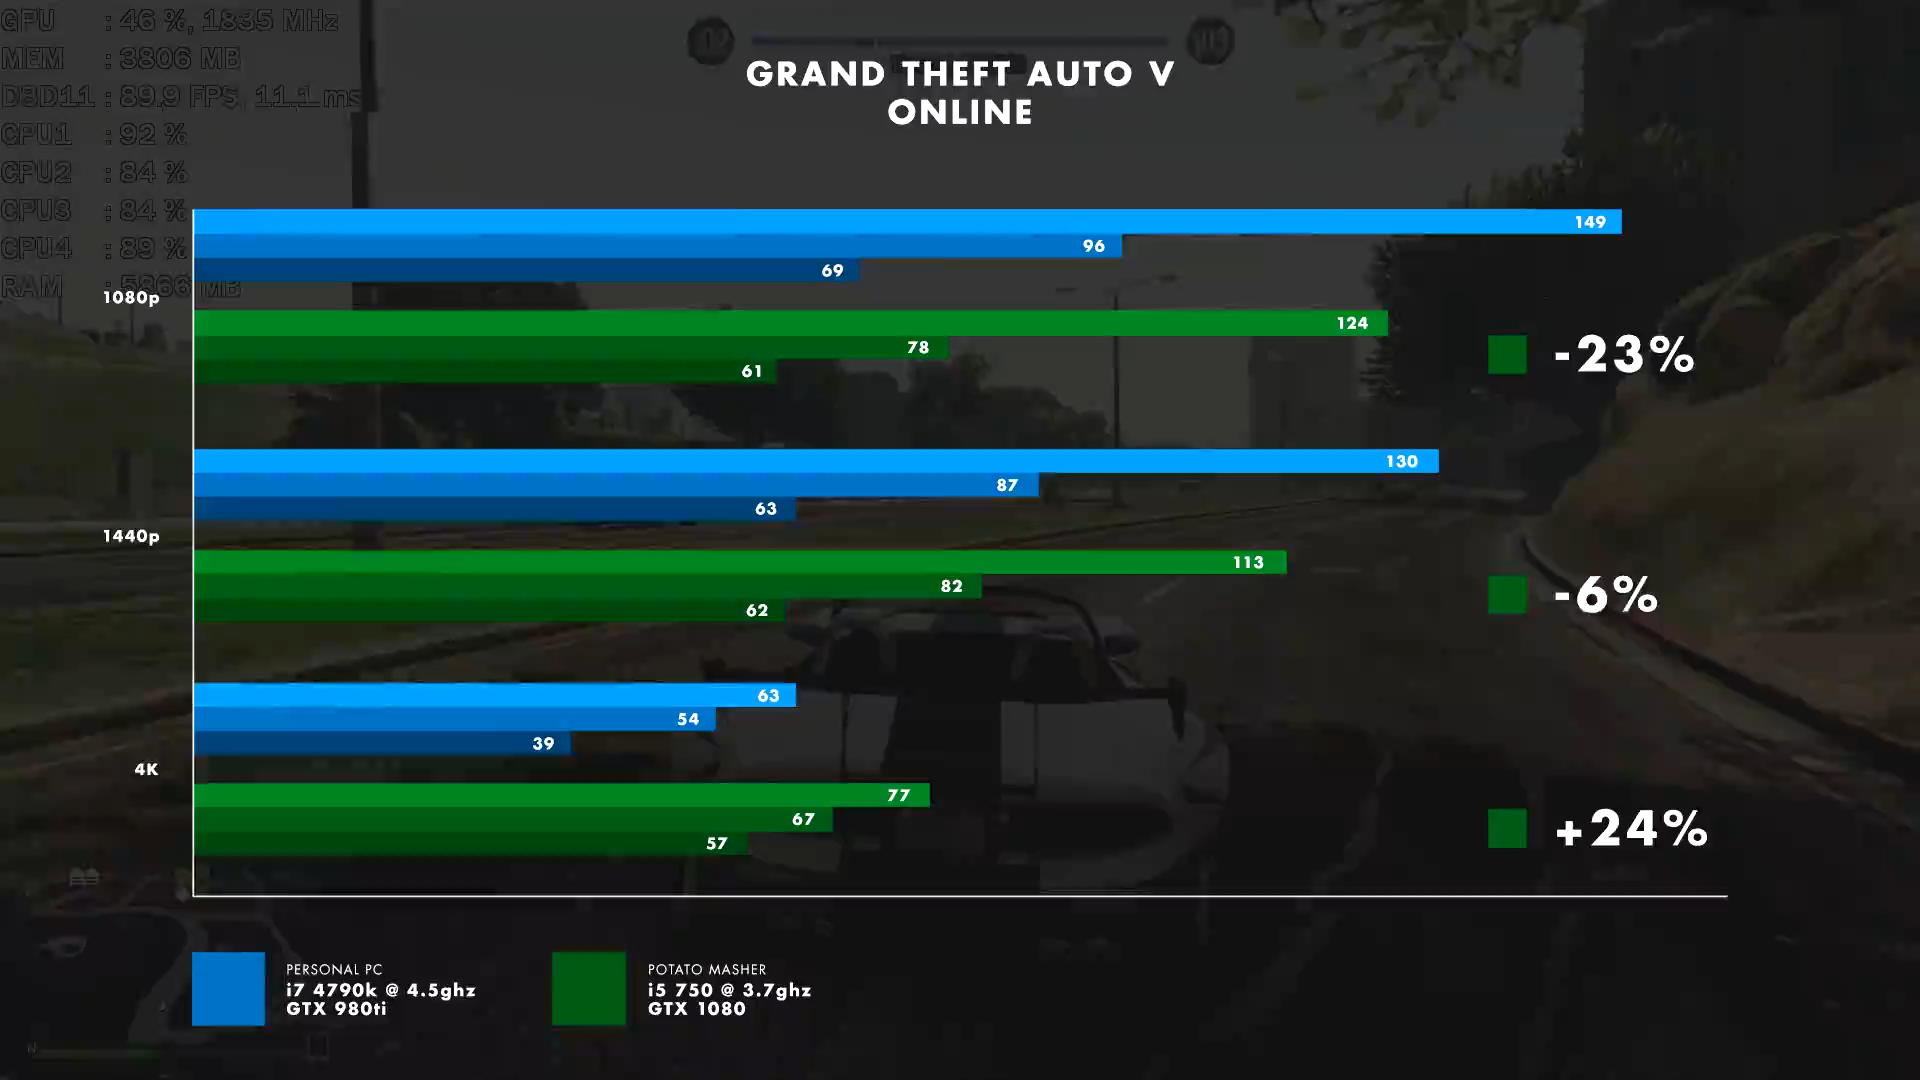 GPU : 46 %, 1835 MHz
MEM : 3806 MB
D3D11 : 89.9 FPS, 11.1 ms
CPU1 : 92 %
CPU2 : 84 %
CPU3 : 84 %
CPU4 : 89 %
RAM : 5866 MB
GRAND THEFT AUTO V
ONLINE
149
96
69
1080p
124
78
61
-23%
130
87
63
1440p
113
82
62
-6%
63
54
39
4K
77
67
57
+24%
PERSONAL PC
i7 4790k @ 4.5ghz
GTX 980ti
POTATO MASHER
i5 750 @ 3.7ghz
GTX 1080
N